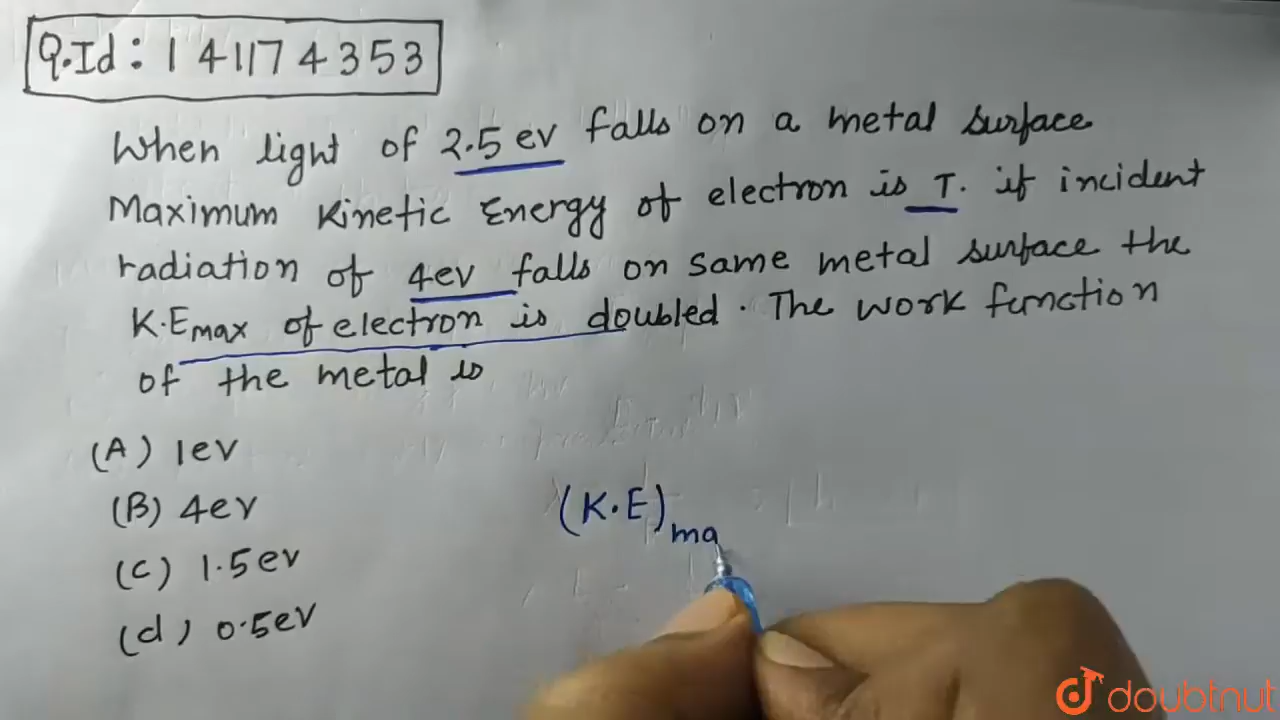 Q.Id : 141174353
When light of 2.5 ev falls on a metal surface
Maximum Kinetic Energy of electron is T. if incident
radiation of 4ev falls on same metal surface the
K.Emax of electron is doubled. The work function
of the metal is
(A) 1ev
(B) 4ev
(C) 1.5ev
(d) 0.5ev
(K.E)ma
doubtnut